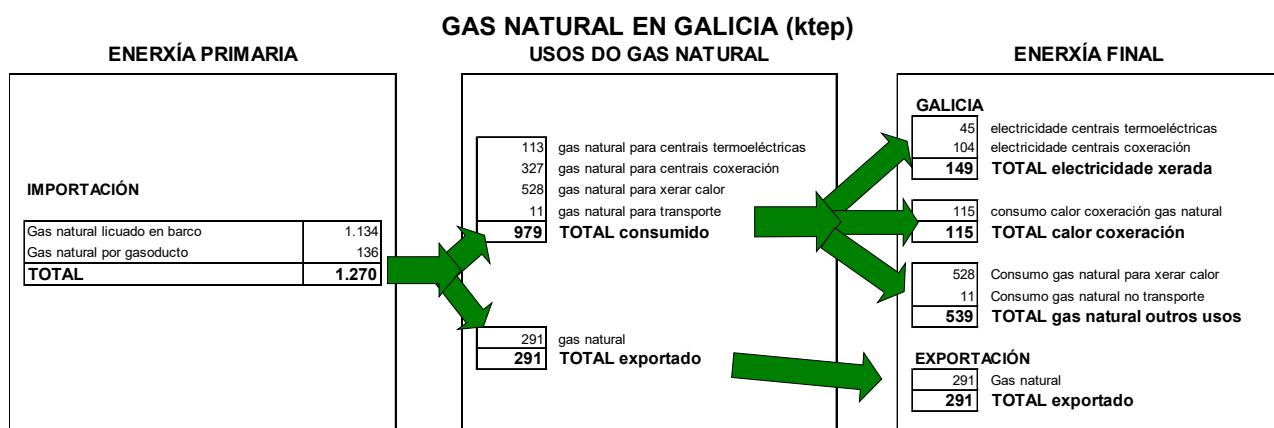 GAS NATURAL EN GALICIA (ktep)
ENERXÍA PRIMARIA
IMPORTACIÓN
Gas natural licuado en barco 1.134
Gas natural por gasoducto 136
TOTAL 1.270
USOS DO GAS NATURAL
113 gas natural para centrais termoeléctricas
327 gas natural para centrais coxeración
528 gas natural para xerar calor
11 gas natural para transporte
979 TOTAL consumido
291 gas natural
291 TOTAL exportado
ENERXÍA FINAL
GALICIA
45 electricidade centrais termoeléctricas
104 electricidade centrais coxeración
149 TOTAL electricidade xerada
115 consumo calor coxeración gas natural
115 TOTAL calor coxeración
528 Consumo gas natural para xerar calor
11 Consumo gas natural no transporte
539 TOTAL gas natural outros usos
EXPORTACIÓN
291 Gas natural
291 TOTAL exportado